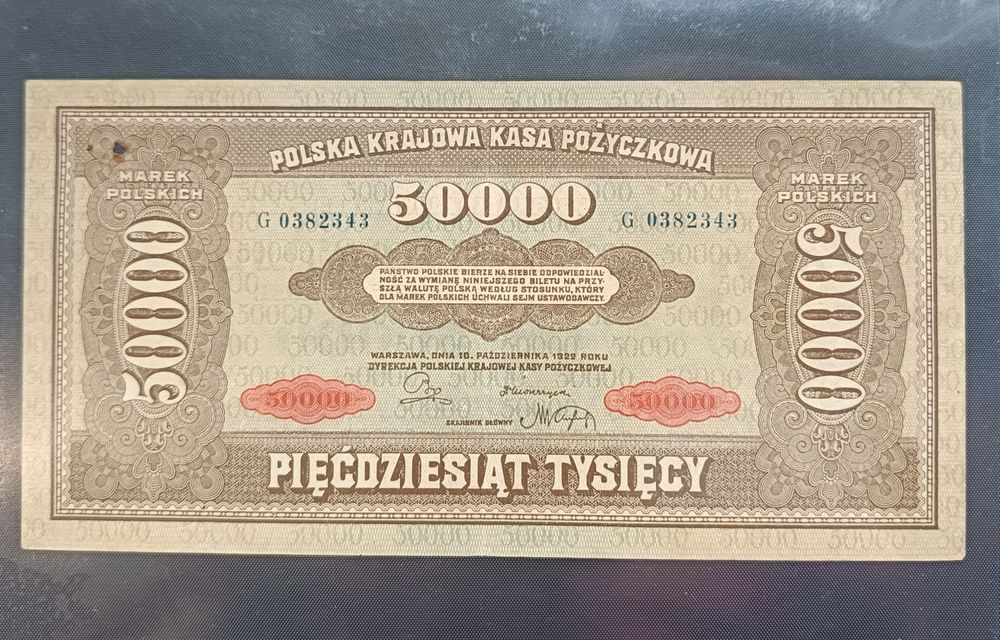 POLSKA KRAJOWA KASA POŻYCZKOWA
MAREK
POLSKICH
MAREK
POLSKICH
50000
G 0382343
G 0382343
50000
50000
PAŃSTWO POLSKIE BIERZE NA SIEBIE ODPOWIEDZIAL-
NOŚĆ ZA WYMIANĘ NINIEJSZEGO BILETU NA PRZY-
SZŁĄ WALUTĘ POLSKĄ WEDŁUG STOSUNKU, KTÓRY
DLA MAREK POLSKICH UCHWALI SEJM USTAWODAWCZY.
WARSZAWA, DNIA 10. PAŹDZIERNIKA 1922 ROKU
DYREKCJA POLSKIEJ KRAJOWEJ KASY POŻYCZKOWEJ
50000
50000
SKARBNIK GŁÓWNY
PIĘĆDZIESIĄT TYSIĘCY